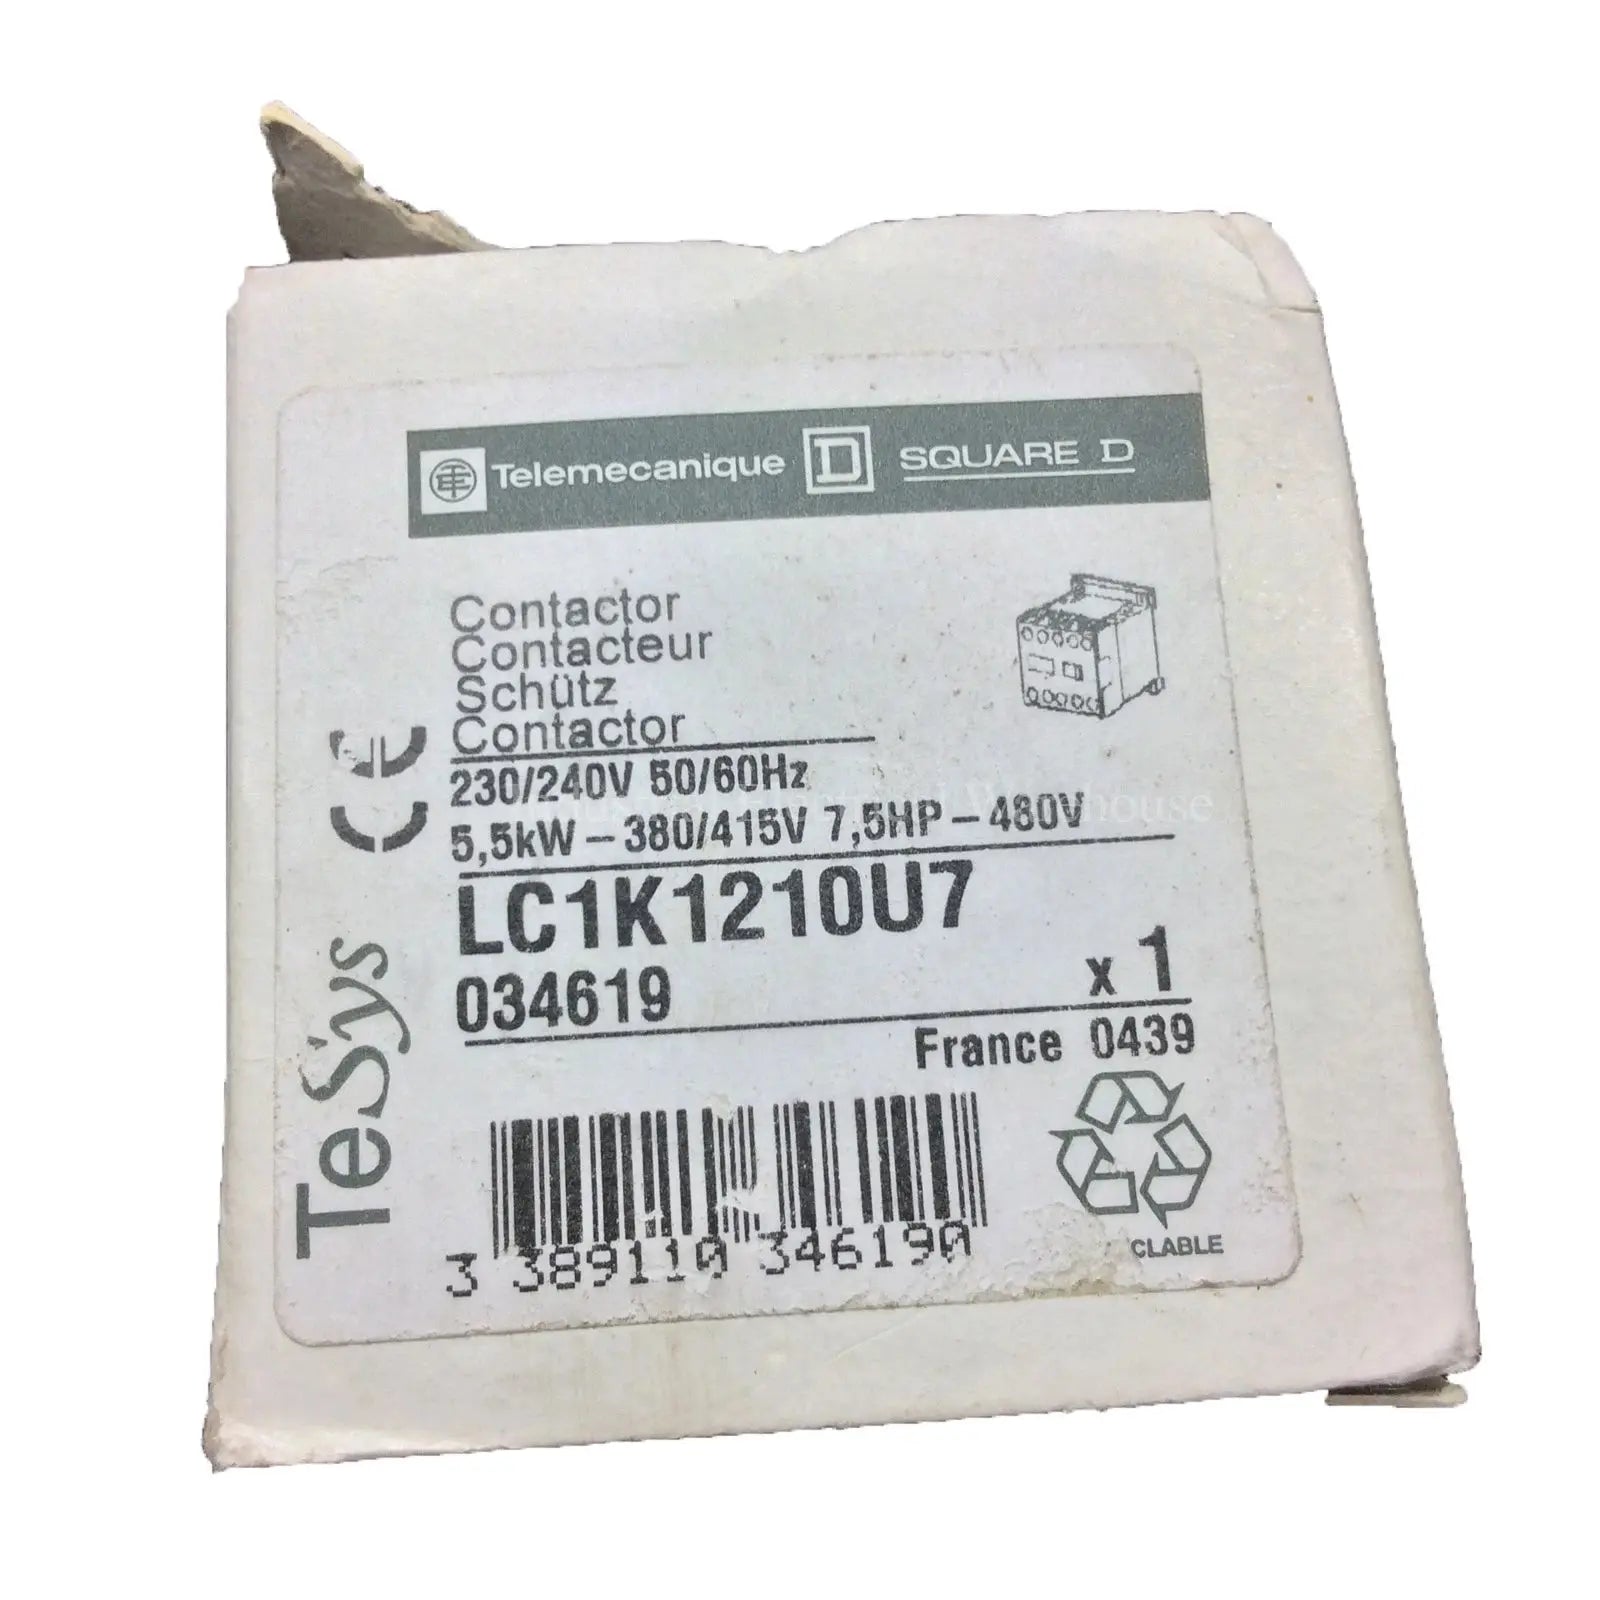 Telemecanique D SQUARE D
Contactor
Contacteur
Schütz
Contactor
230/240V 50/60Hz
5,5kW – 380/415V 7,5HP – 480V
LC1K1210U7
034619
x 1
France 0439
CE
TeSys
3 389110 346190
CLABLE